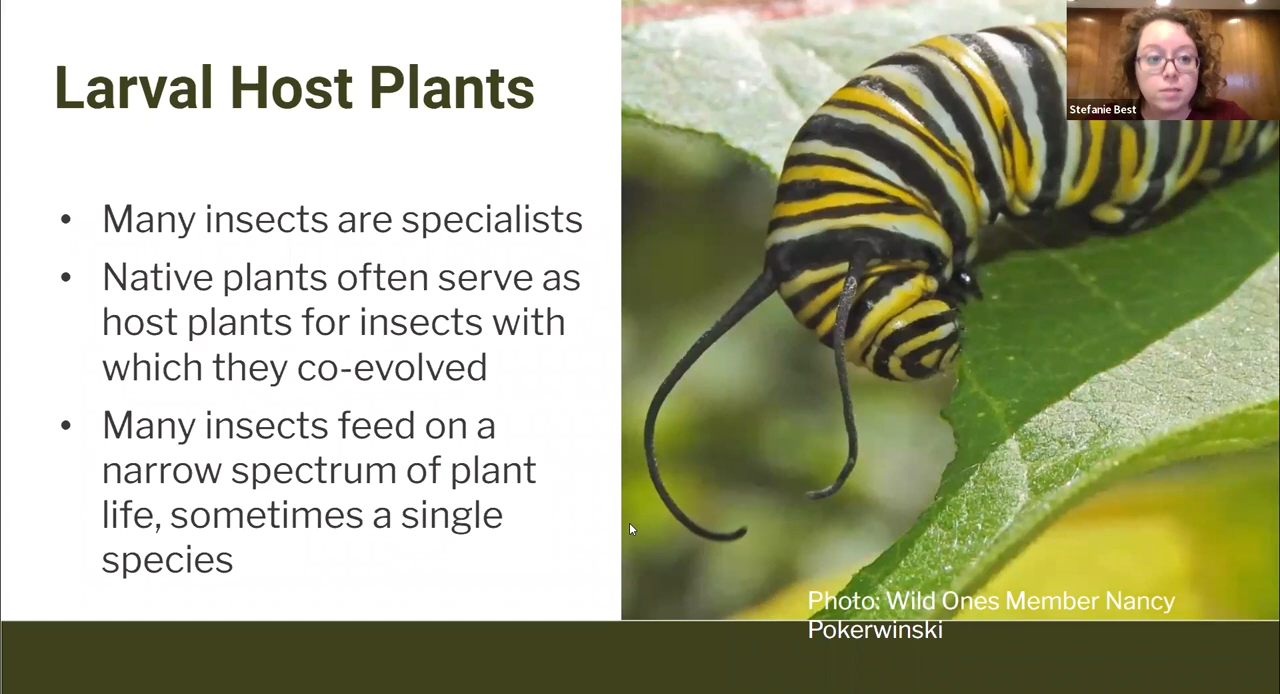 Larval Host Plants
Stefanie Best
• Many insects are specialists
• Native plants often serve as
host plants for insects with
which they co-evolved
• Many insects feed on a
narrow spectrum of plant
life, sometimes a single
species
Photo: Wild Ones Member Nancy
Pokerwinski